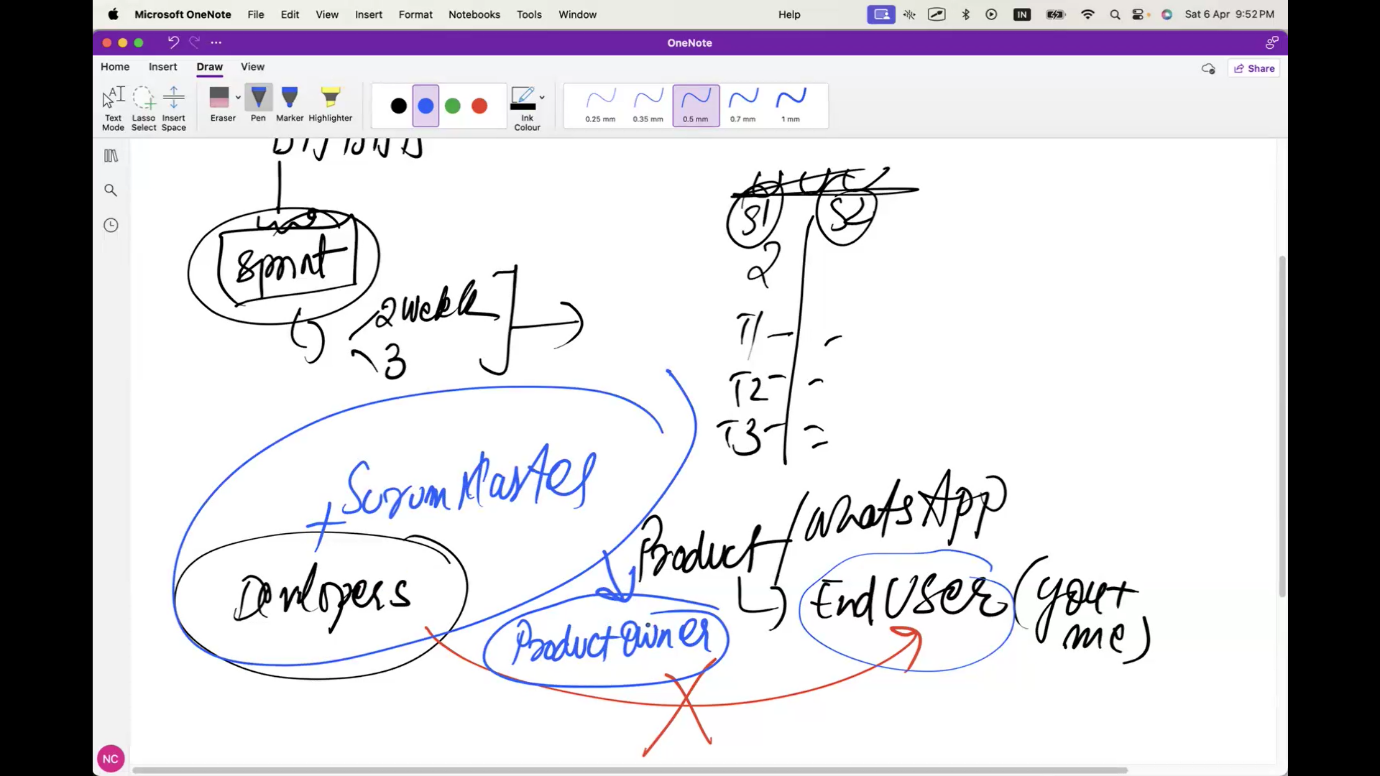 Microsoft OneNote File Edit View Insert Format Notebooks Tools Window Help IN Sat 6 Apr 9:52 PM
OneNote
Home Insert Draw View Share
Text Mode
Lasso Select
Insert Space
Eraser
Pen
Marker
Highlighter
Ink Colour
0.25 mm
0.35 mm
0.5 mm
0.7 mm
1 mm
S1 S2
Sprint
2
2 week
3
T1 -
T2 -
T3 -
+ Scrum Master
Product / WhatsApp
Developers
End User (you + me)
Product Owner
NC